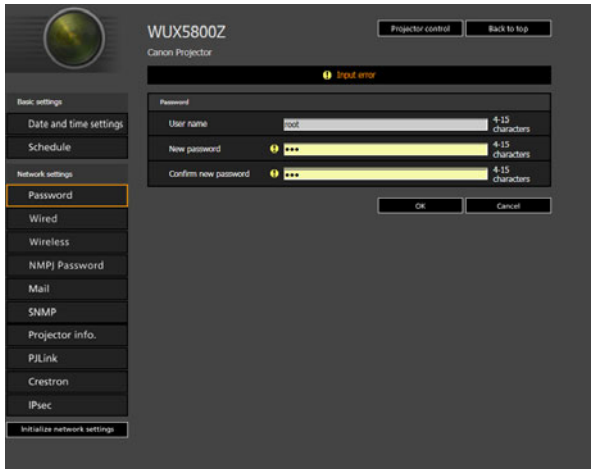 WUX5800Z
Canon Projector
Projector control
Back to top
Input error
Basic settings
Date and time settings
Schedule
Network settings
Password
Wired
Wireless
NMPJ Password
Mail
SNMP
Projector info.
PJLink
Crestron
IPsec
Initialize network settings
Password
User name
root
4-15
characters
New password
•••
4-15
characters
Confirm new password
•••
4-15
characters
OK
Cancel